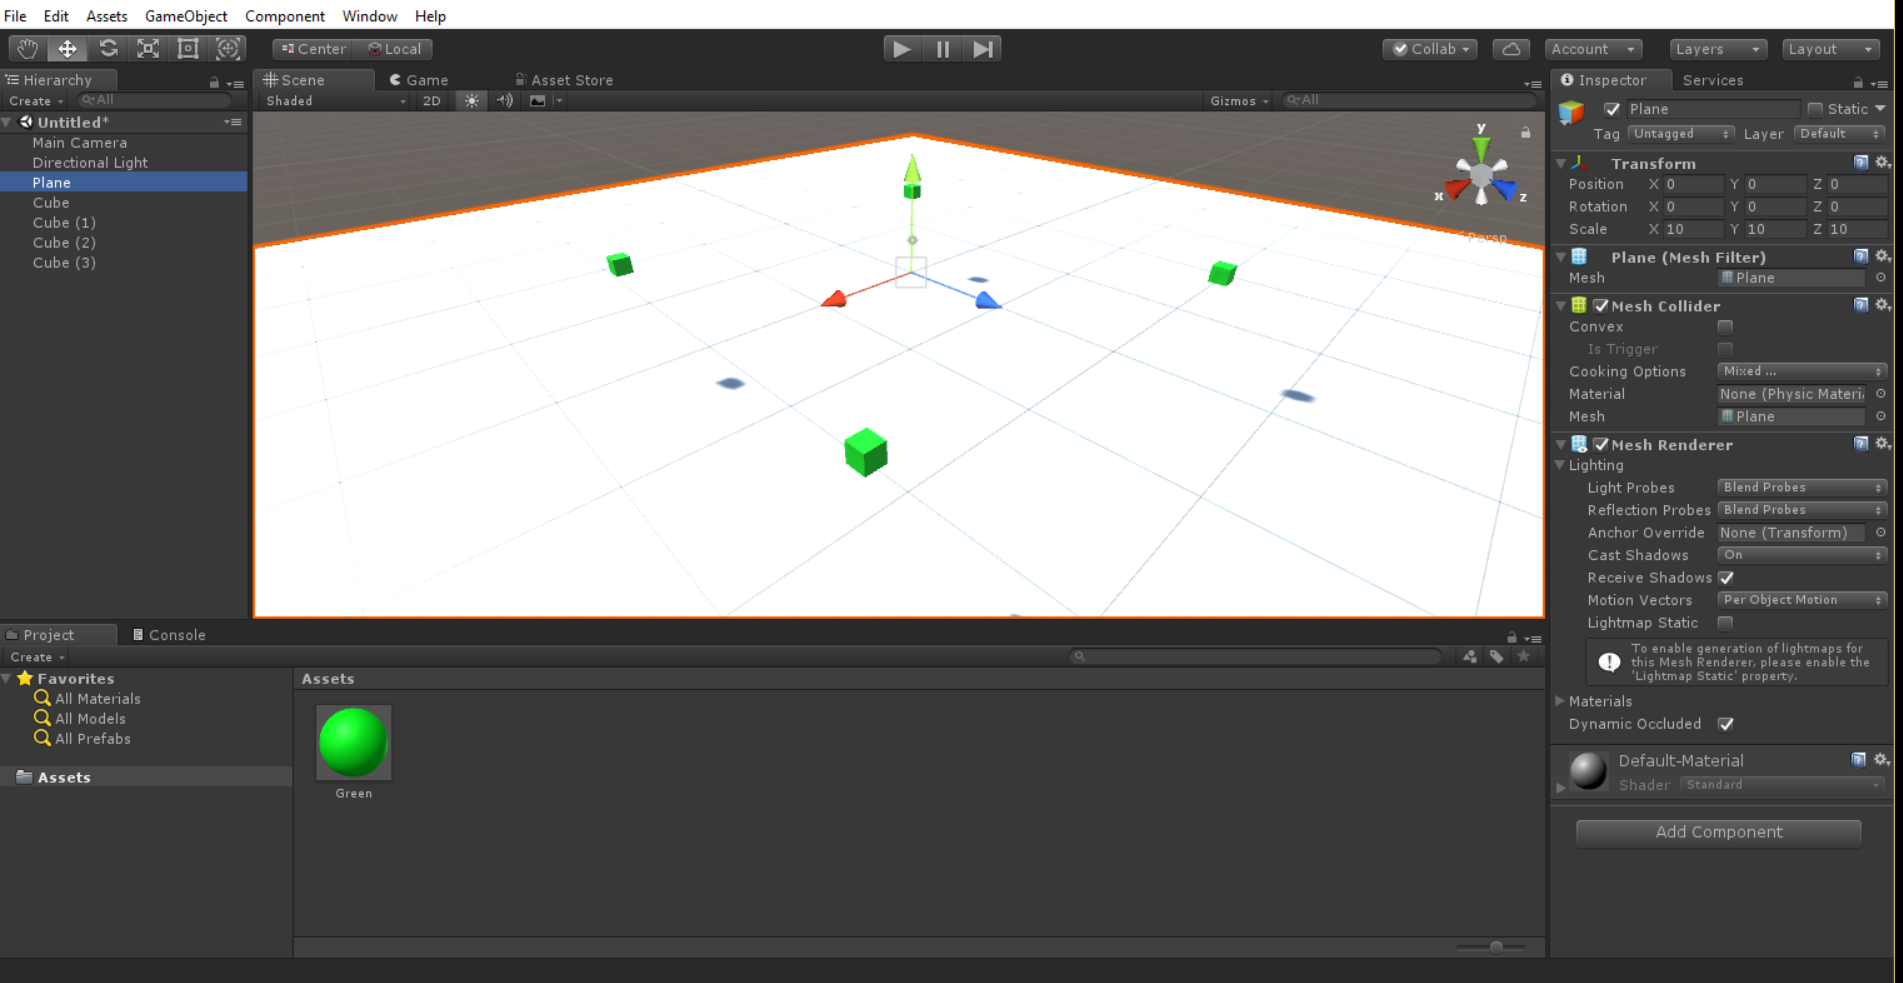 File Edit Assets GameObject Component Window Help
Center Local
Collab Account Layers Layout
Hierarchy
Create All
Untitled*
Main Camera
Directional Light
Plane
Cube
Cube (1)
Cube (2)
Cube (3)
Scene Game Asset Store
Shaded 2D Gizmos All
y
x
z
Persp
Inspector Services
Plane Static
Tag Untagged Layer Default
Transform
Position X 0 Y 0 Z 0
Rotation X 0 Y 0 Z 0
Scale X 10 Y 10 Z 10
Plane (Mesh Filter)
Mesh Plane
Mesh Collider
Convex
Is Trigger
Cooking Options Mixed ...
Material None (Physic Materi
Mesh Plane
Mesh Renderer
Lighting
Light Probes Blend Probes
Reflection Probes Blend Probes
Anchor Override None (Transform)
Cast Shadows On
Receive Shadows
Motion Vectors Per Object Motion
Lightmap Static
To enable generation of lightmaps for
this Mesh Renderer, please enable the
'Lightmap Static' property.
Materials
Dynamic Occluded
Default-Material
Shader Standard
Add Component
Project Console
Create
Favorites
All Materials
All Models
All Prefabs
Assets
Assets
Green